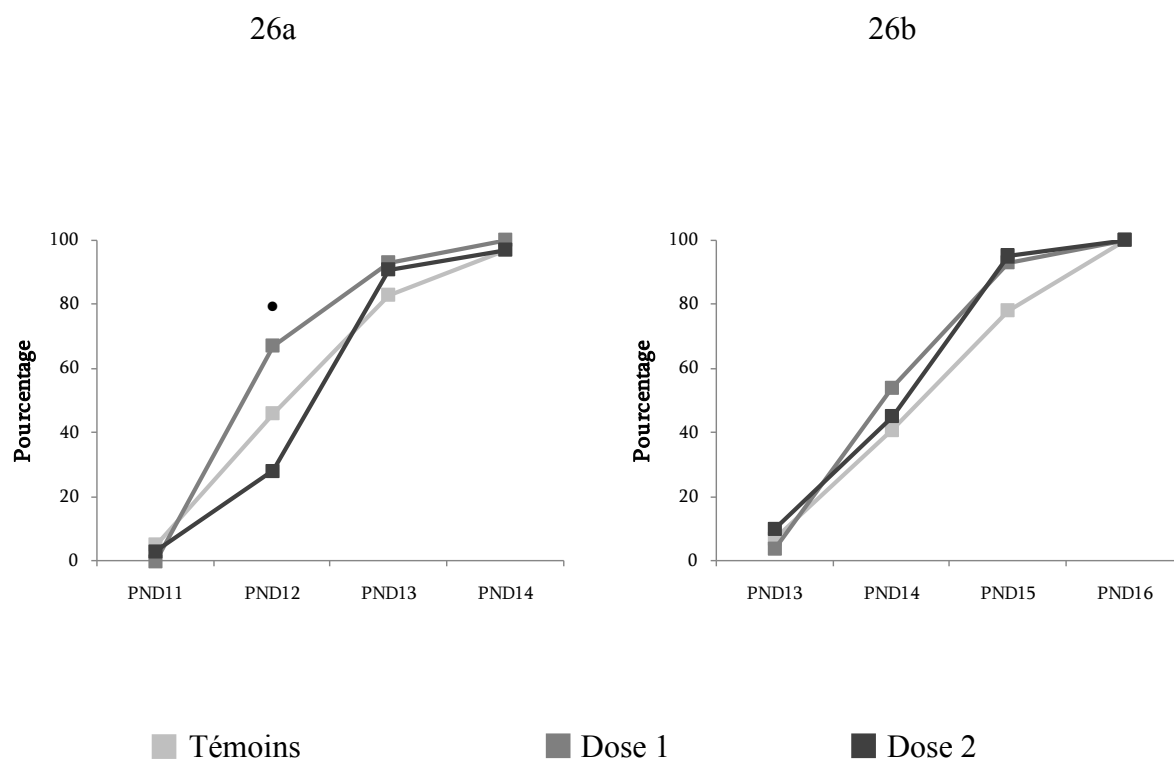 26a
26b
Pourcentage
100
80
60
40
20
0
PND11 PND12 PND13 PND14
Pourcentage
100
80
60
40
20
0
PND13 PND14 PND15 PND16
Témoins Dose 1 Dose 2